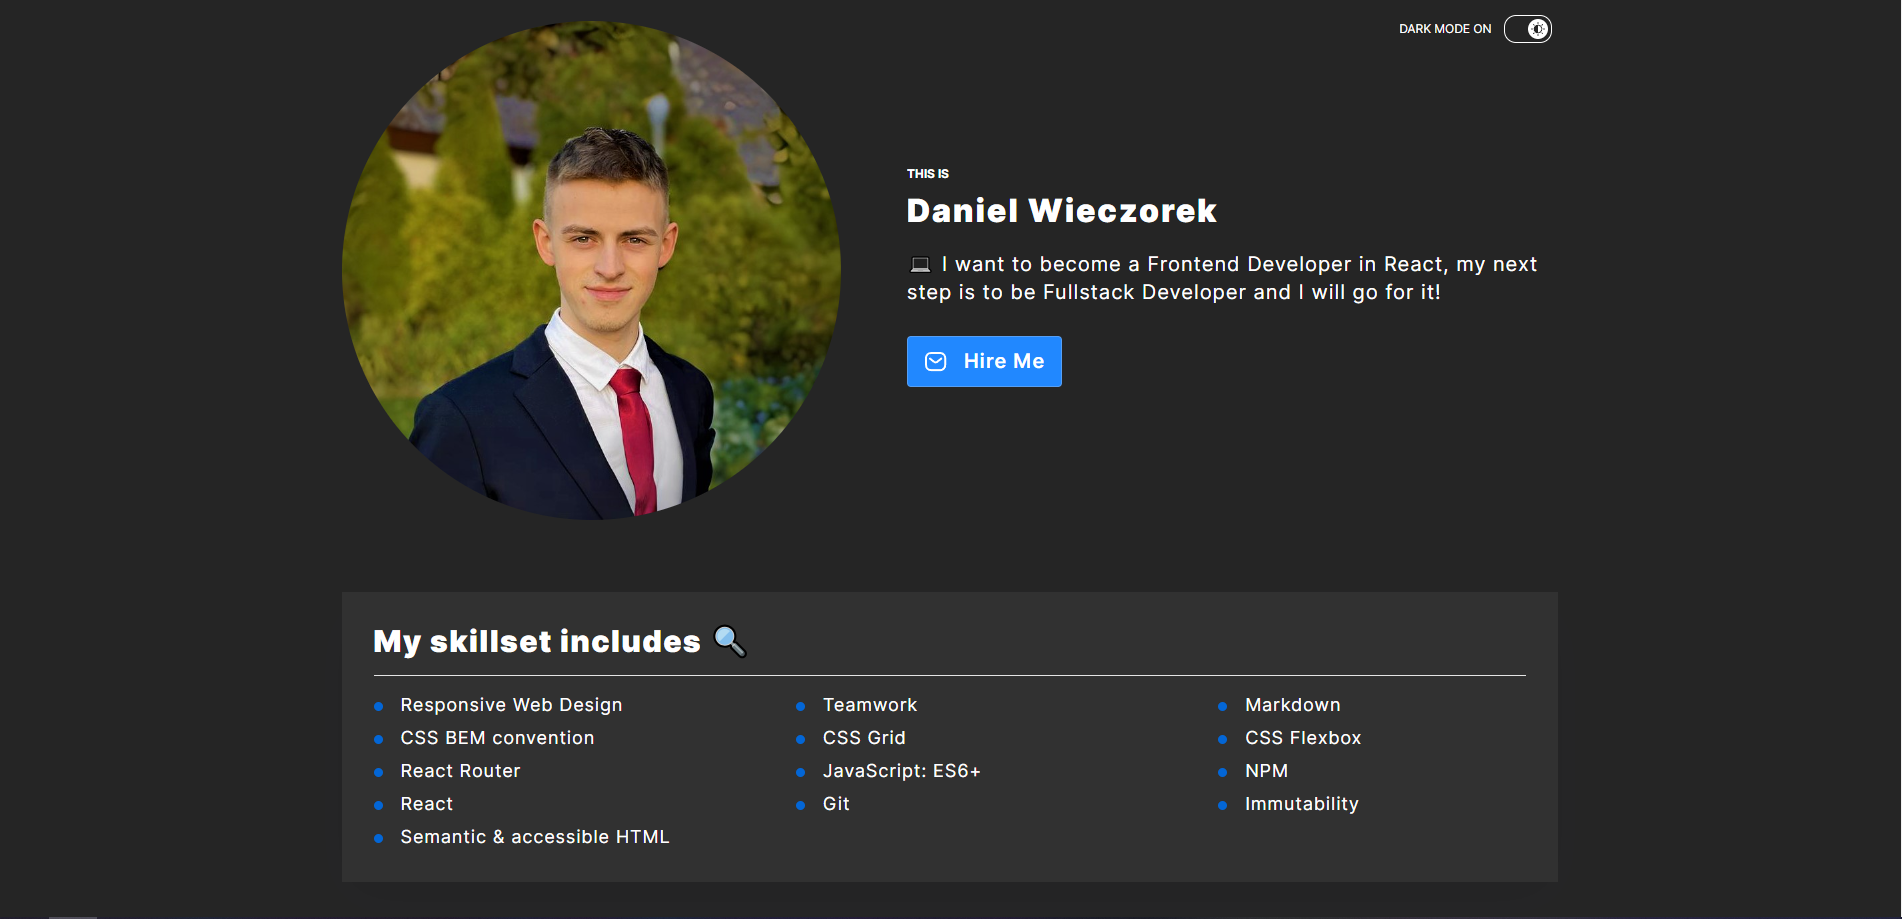 DARK MODE ON
THIS IS
Daniel Wieczorek
💻 I want to become a Frontend Developer in React, my next
step is to be Fullstack Developer and I will go for it!
Hire Me
My skillset includes 🔍
Responsive Web Design
Teamwork
Markdown
CSS BEM convention
CSS Grid
CSS Flexbox
React Router
JavaScript: ES6+
NPM
React
Git
Immutability
Semantic & accessible HTML